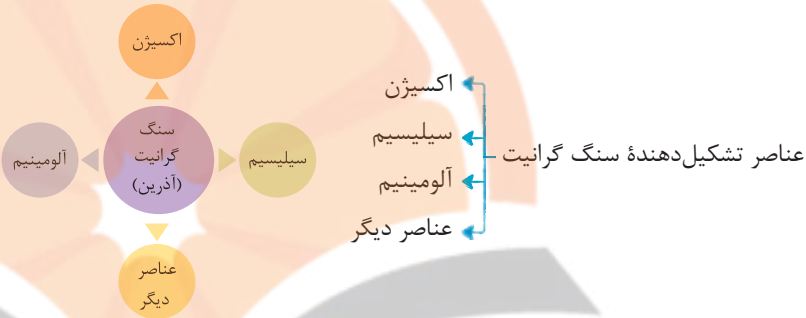 عناصر تشکیل‌دهندهٔ سنگ گرانیت
اکسیژن
سیلیسیم
آلومینیم
عناصر دیگر
اکسیژن
سیلیسیم
سنگ
گرانیت
(آذرین)
آلومینیم
عناصر
دیگر